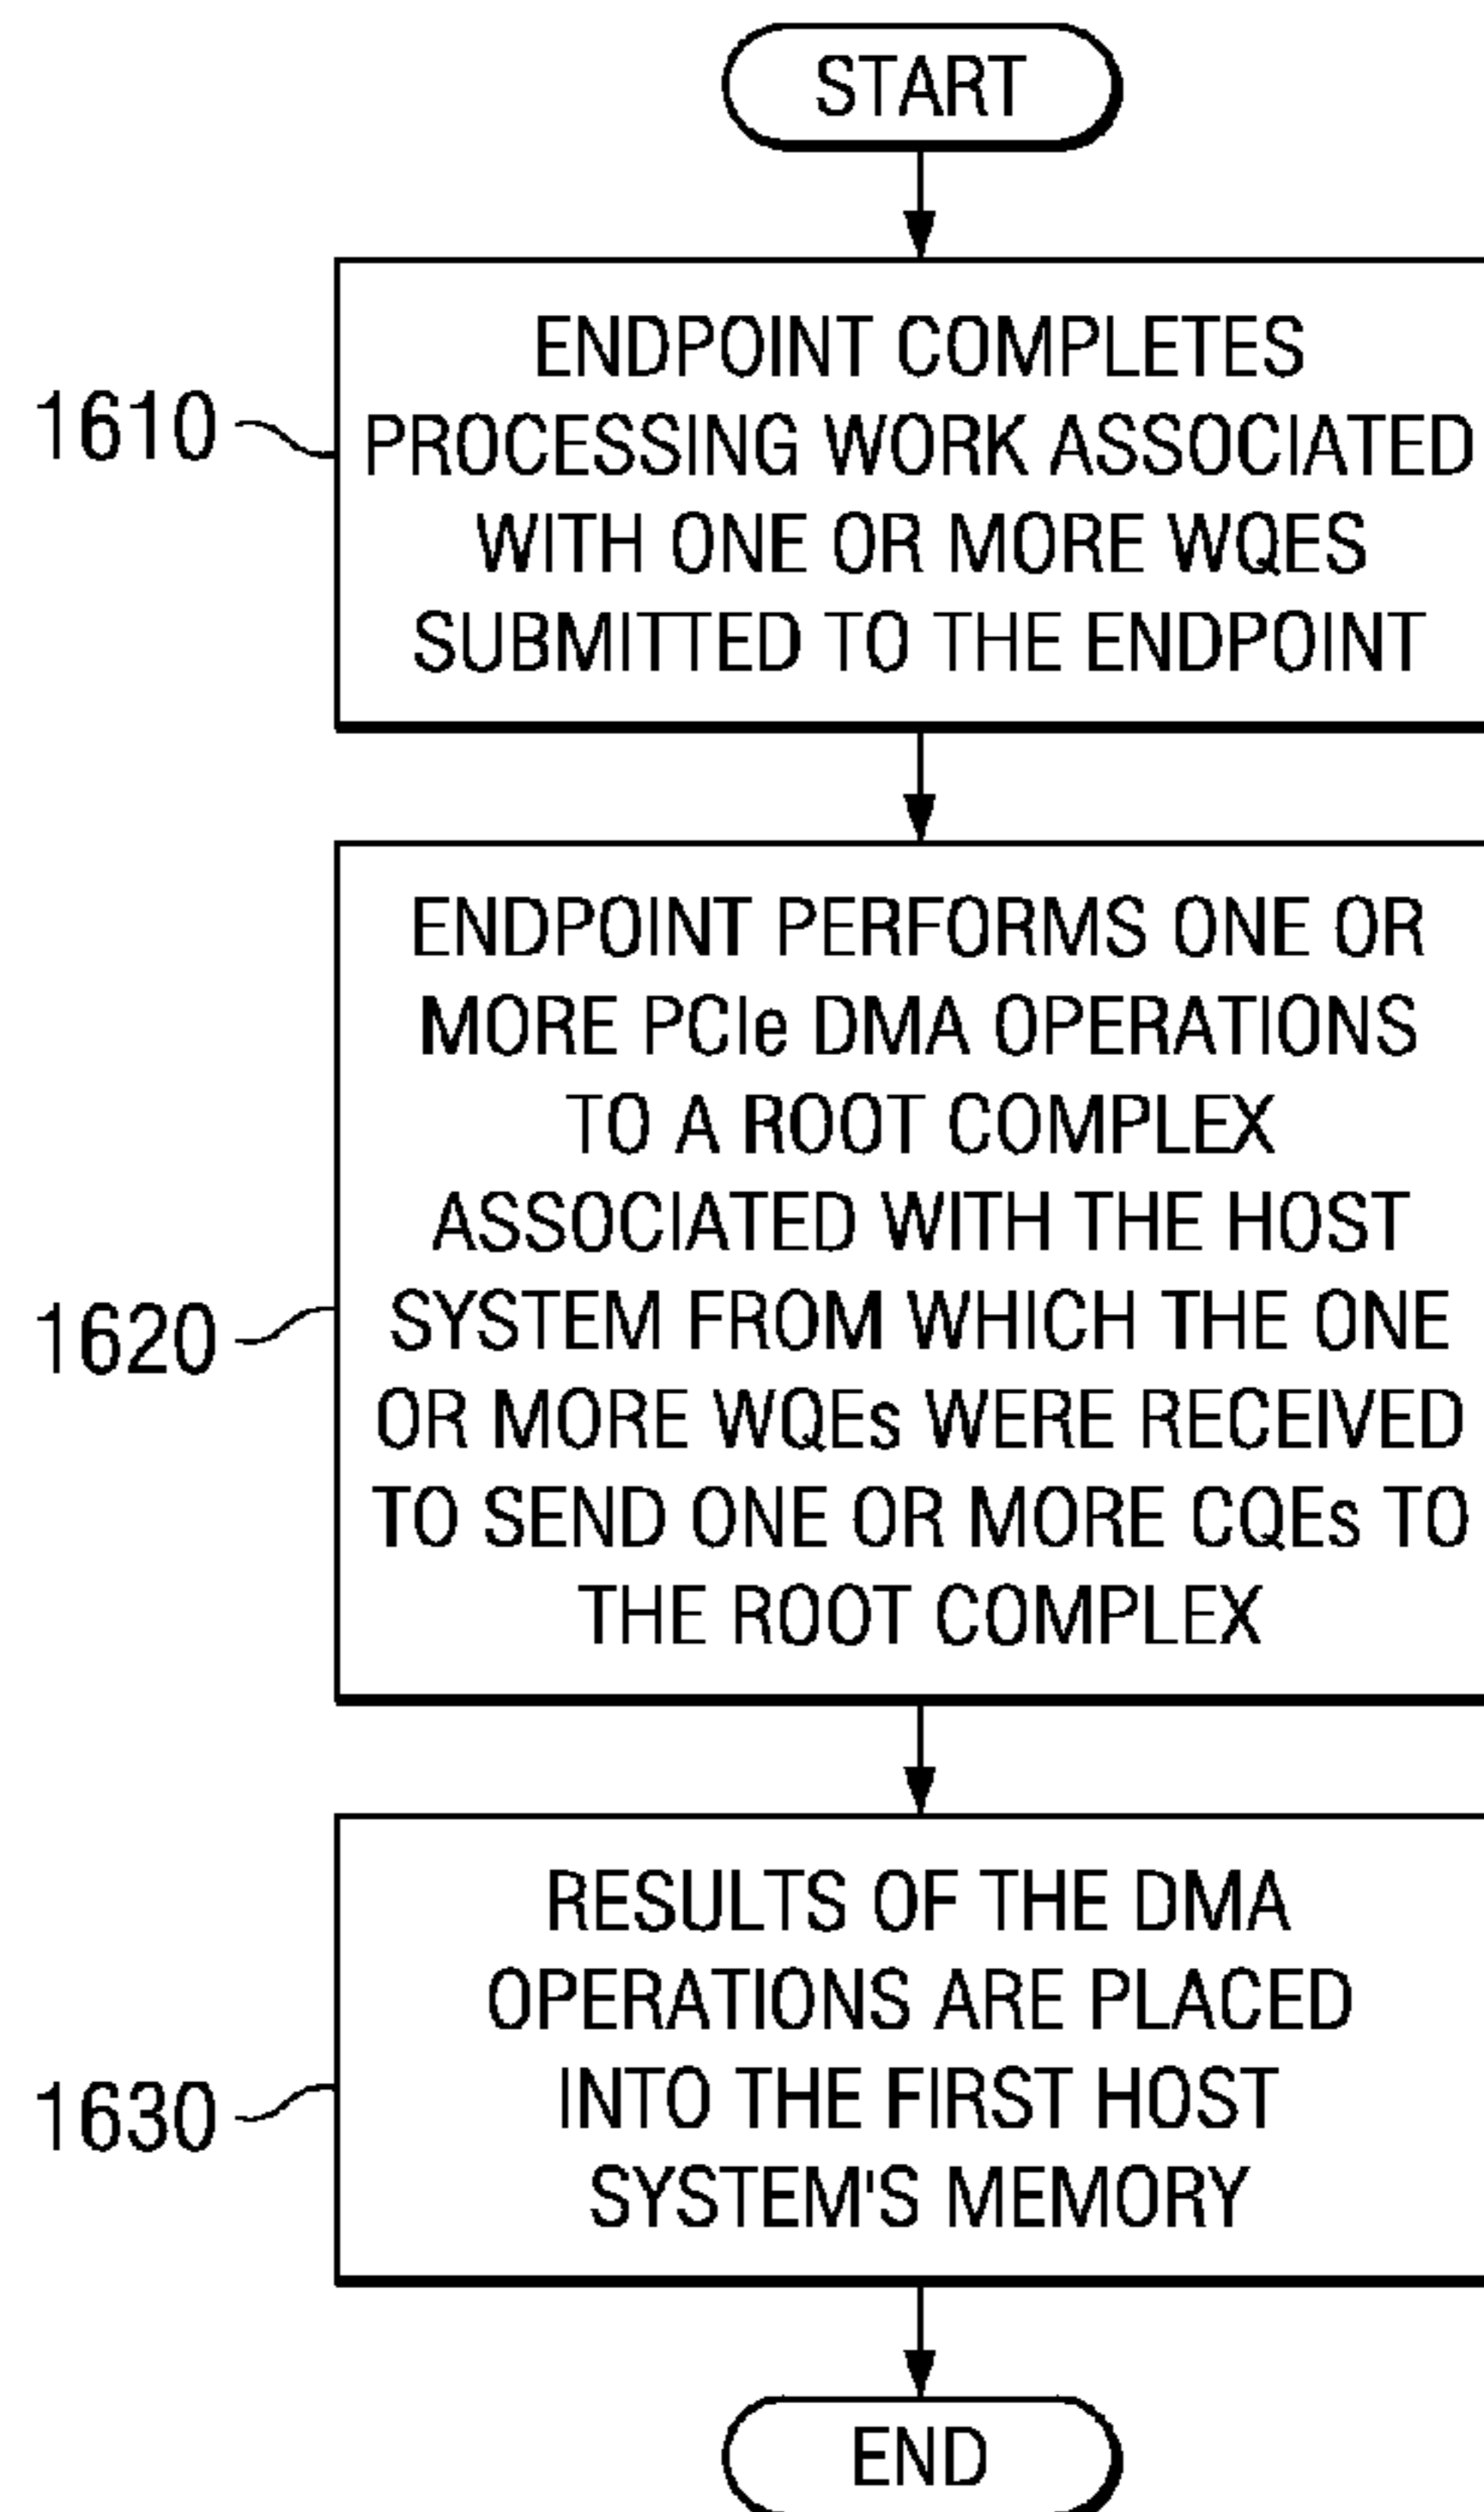 START
1610
ENDPOINT COMPLETES
PROCESSING WORK ASSOCIATED
WITH ONE OR MORE WQES
SUBMITTED TO THE ENDPOINT
1620
ENDPOINT PERFORMS ONE OR
MORE PCIe DMA OPERATIONS
TO A ROOT COMPLEX
ASSOCIATED WITH THE HOST
SYSTEM FROM WHICH THE ONE
OR MORE WQEs WERE RECEIVED
TO SEND ONE OR MORE CQEs TO
THE ROOT COMPLEX
1630
RESULTS OF THE DMA
OPERATIONS ARE PLACED
INTO THE FIRST HOST
SYSTEM'S MEMORY
END